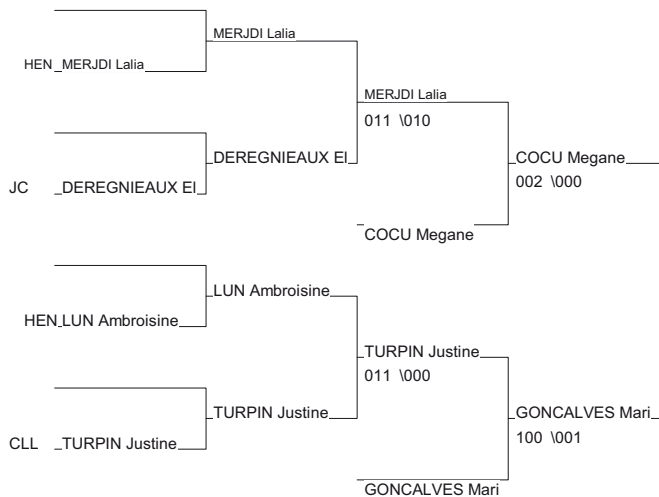 MERJDI Lalia
HEN MERJDI Lalia
MERJDI Lalia
011 \010
DEREGNIEAUX El
COCU Megane
JC DEREGNIEAUX El
002 \000
COCU Megane
LUN Ambroisine
HEN LUN Ambroisine
TURPIN Justine
011 \000
TURPIN Justine
GONCALVES Mari
CLL TURPIN Justine
100 \001
GONCALVES Mari